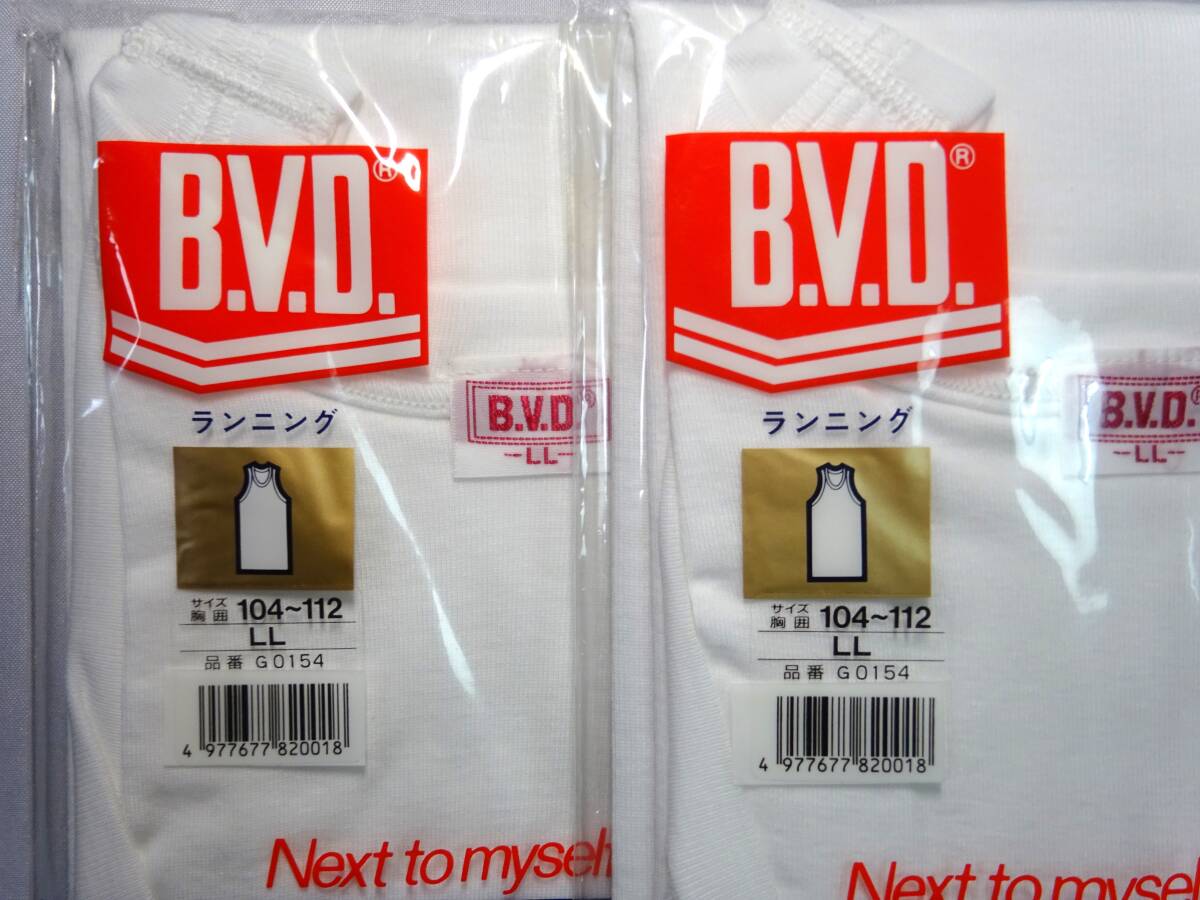 B.V.D.®
ランニング
B.V.D.®
-LL-
サイズ
胸囲 104~112
LL
品番 G0154
4 977677 820018
Next to myself
B.V.D.®
ランニング
B.V.D.®
-LL-
サイズ
胸囲 104~112
LL
品番 G0154
4 977677 820018
Next to mysel